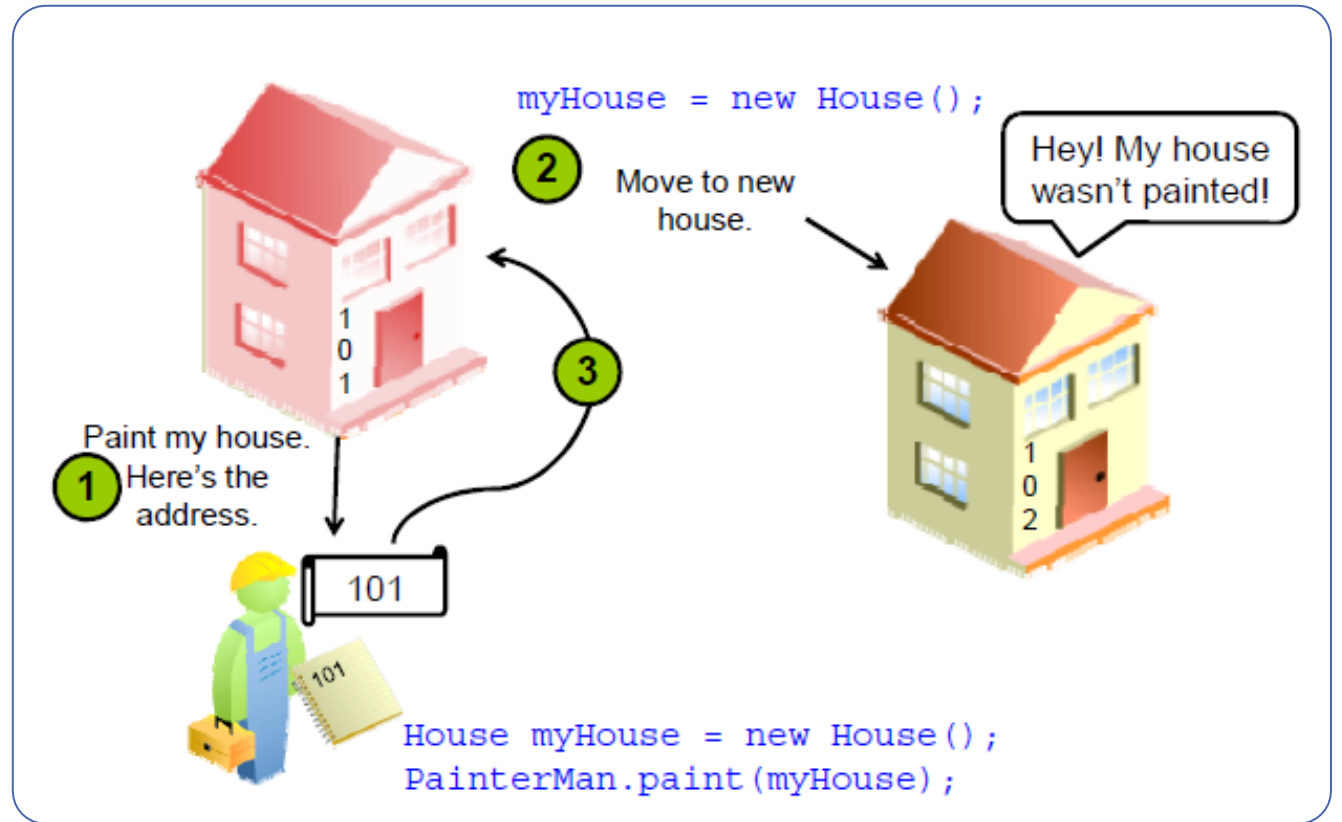 myHouse = new House();
2
Move to new
house.
Hey! My house
wasn't painted!
1
0
1
3
1
0
2
Paint my house.
1
Here's the
address.
101
101
House myHouse = new House();
PainterMan.paint(myHouse);